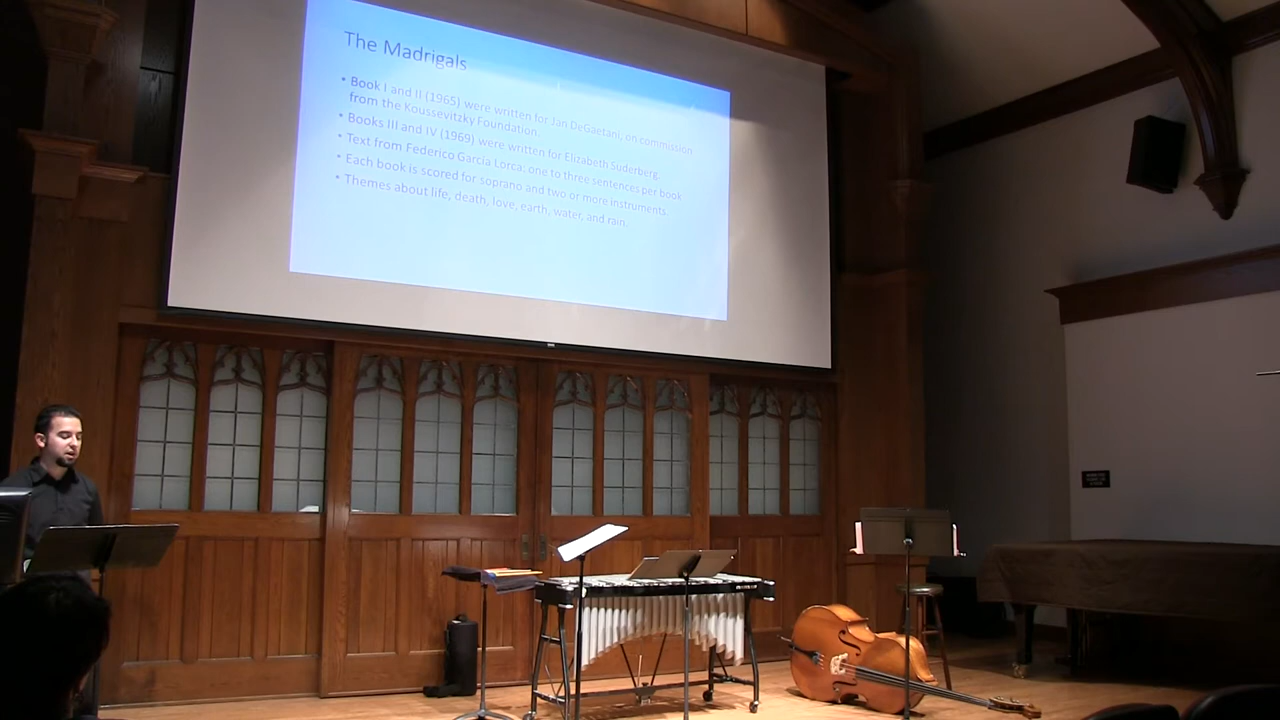 The Madrigals
• Book I and II (1965) were written for Jan DeGaetani, on commission
from the Koussevitzky Foundation.
• Books III and IV (1969) were written for Elizabeth Suderberg.
• Text from Federico García Lorca: one to three sentences per book
• Each book is scored for soprano and two or more instruments.
• Themes about life, death, love, earth, water, and rain.